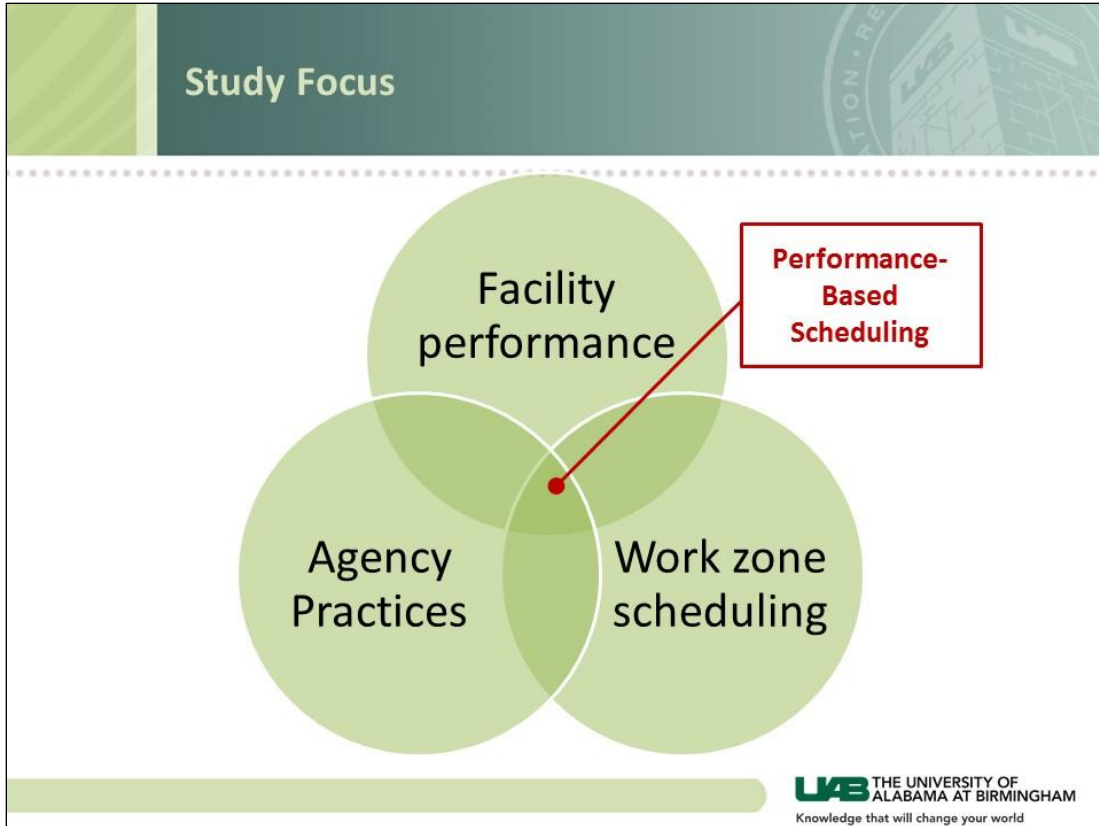 Study Focus
Facility
performance
Performance-
Based
Scheduling
Agency
Practices
Work zone
scheduling
UAB THE UNIVERSITY OF
ALABAMA AT BIRMINGHAM
Knowledge that will change your world